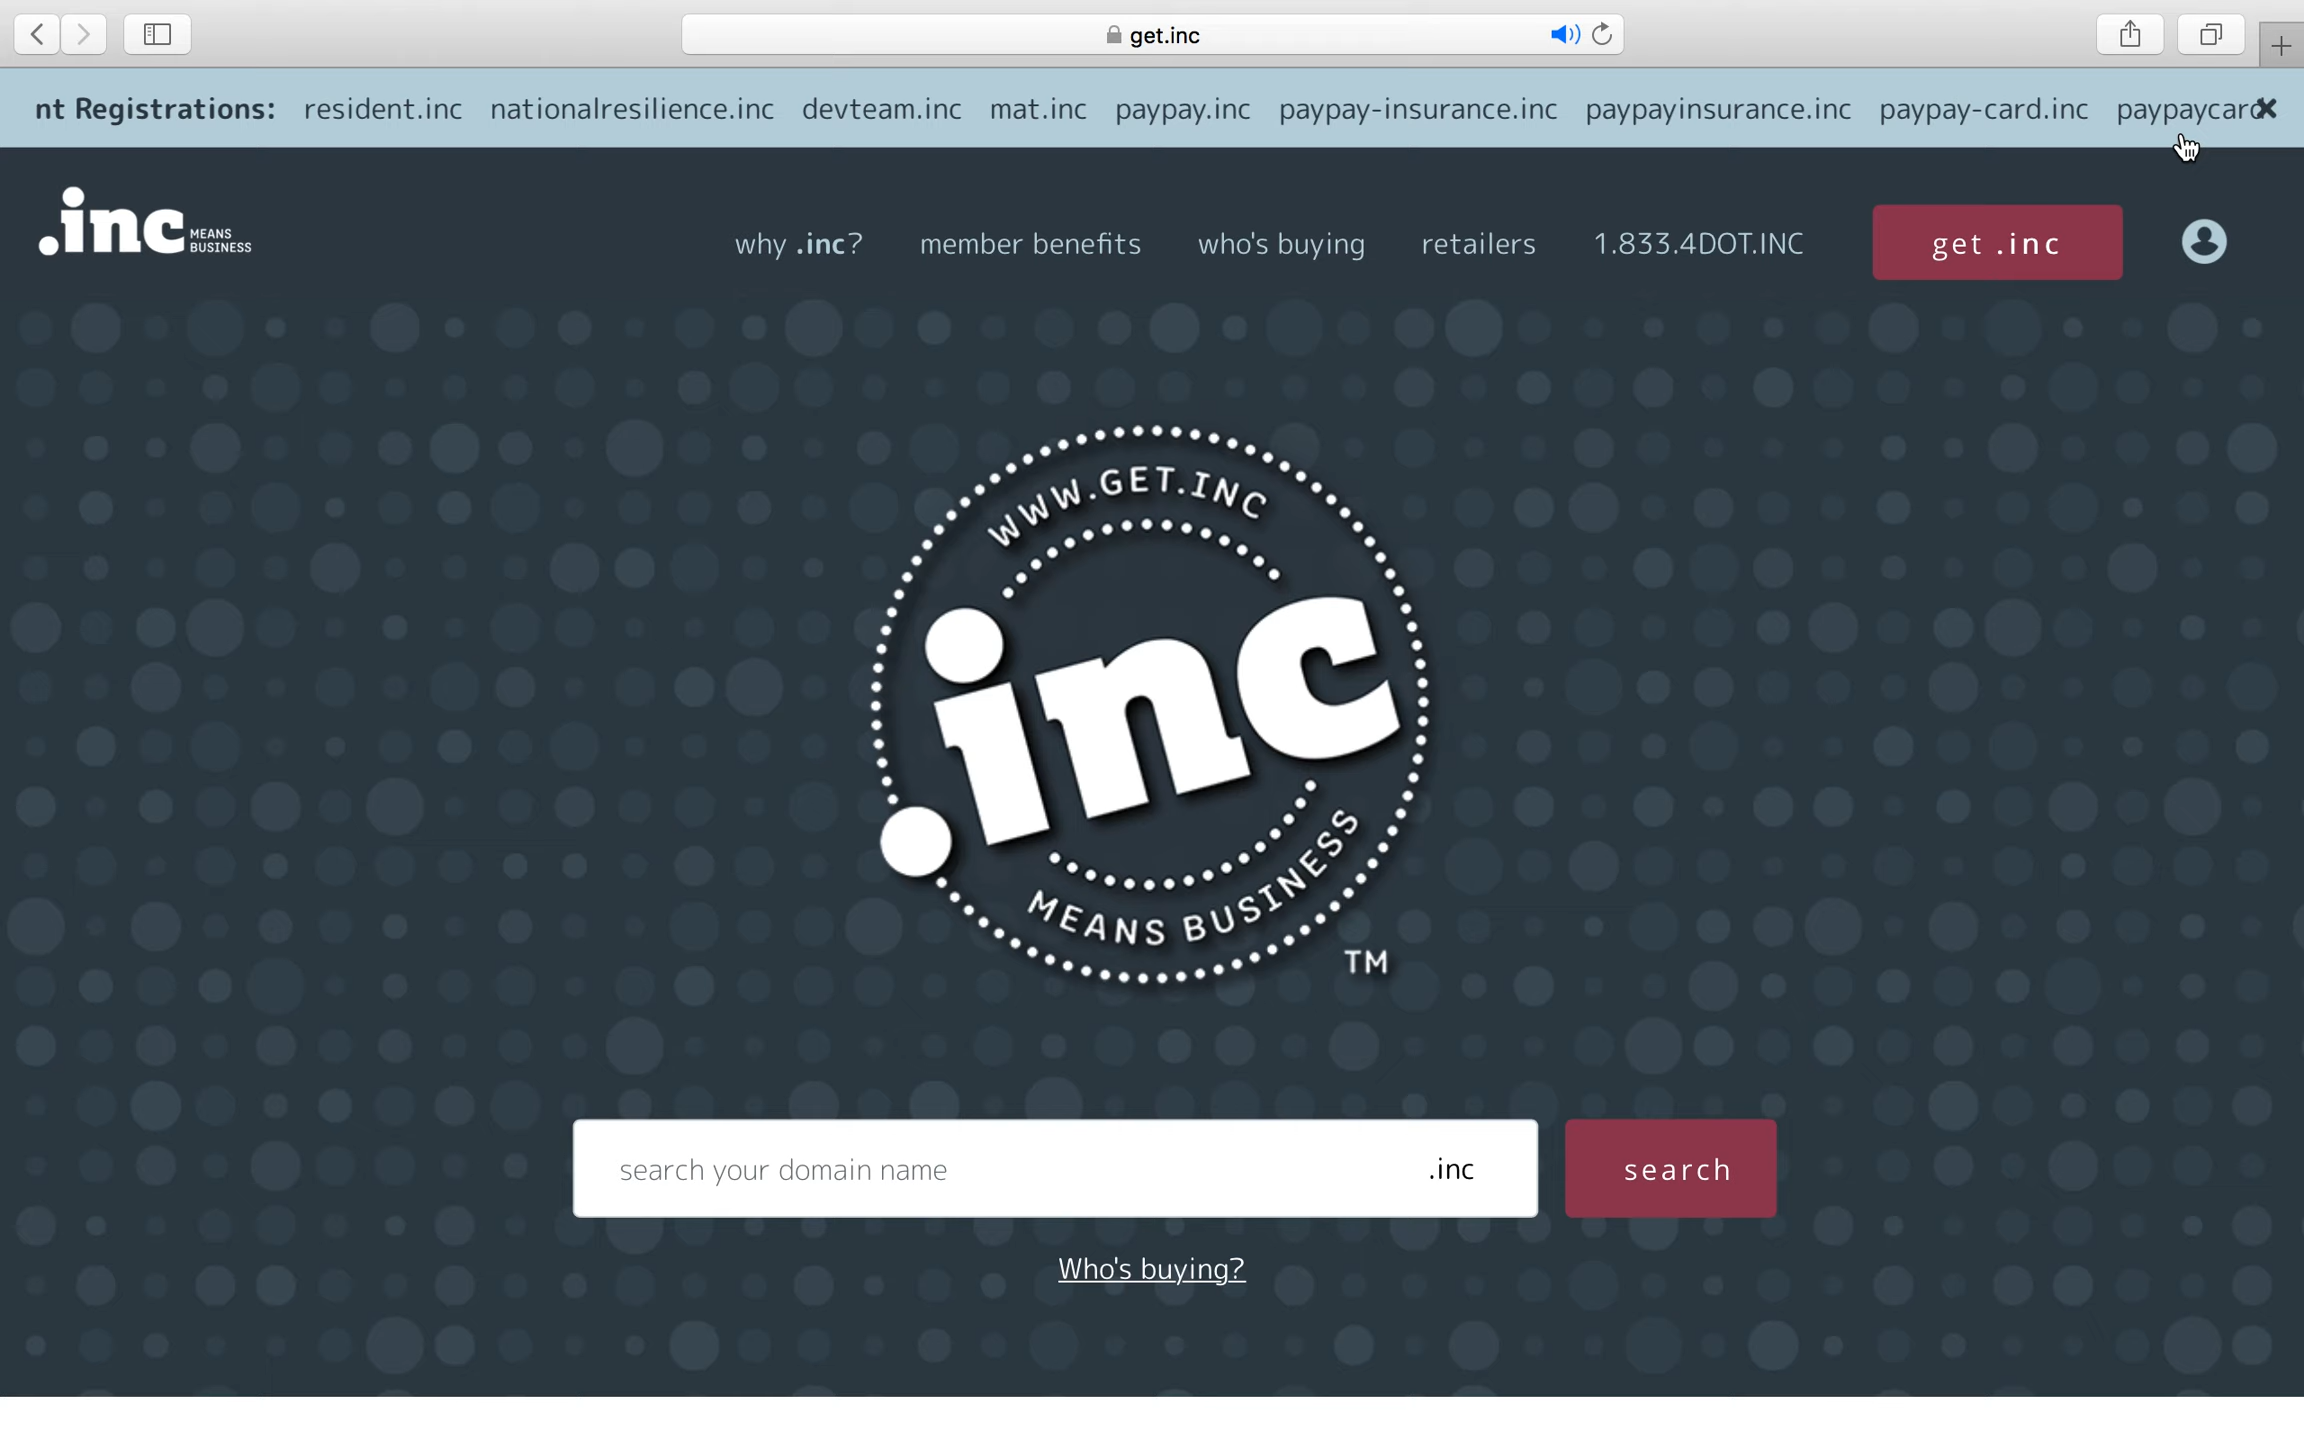 get.inc
nt Registrations: resident.inc nationalresilience.inc devteam.inc mat.inc paypay.inc paypay-insurance.inc paypayinsurance.inc paypay-card.inc paypaycard
.inc MEANS BUSINESS
why .inc? member benefits who's buying retailers 1.833.4DOT.INC get .inc
WWW.GET.INC
.inc
MEANS BUSINESS
TM
search your domain name .inc search
Who's buying?